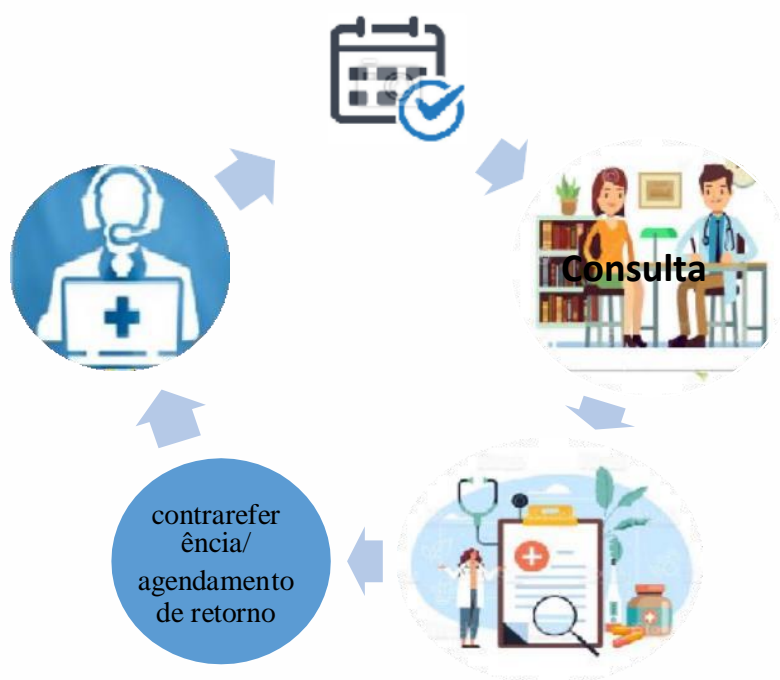 Consulta
contrarefer
ência/
agendamento
de retorno